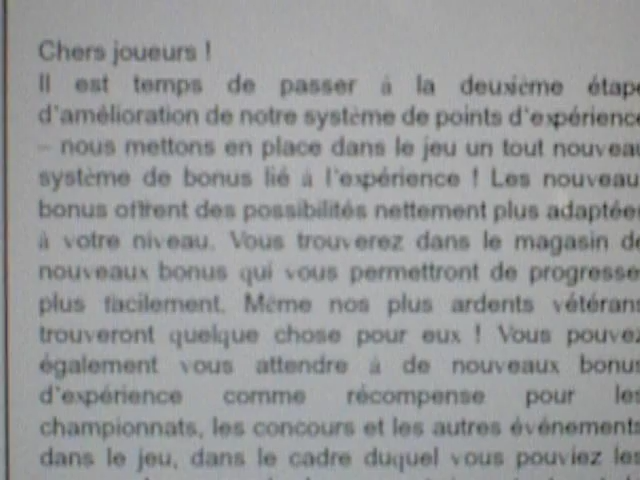 Chers joueurs !
Il est temps de passer à la deuxième étape
d'amélioration de notre système de points d'expérience
– nous mettons en place dans le jeu un tout nouveau
système de bonus lié à l'expérience ! Les nouveau
bonus offrent des possibilités nettement plus adaptées
à votre niveau. Vous trouverez dans le magasin de
nouveaux bonus qui vous permettront de progresse
plus facilement. Même nos plus ardents vétérans
trouveront quelque chose pour eux ! Vous pouvez
également vous attendre à de nouveaux bonus
d'expérience comme récompense pour les
championnats, les concours et les autres événements
dans le jeu, dans le cadre duquel vous pouviez les